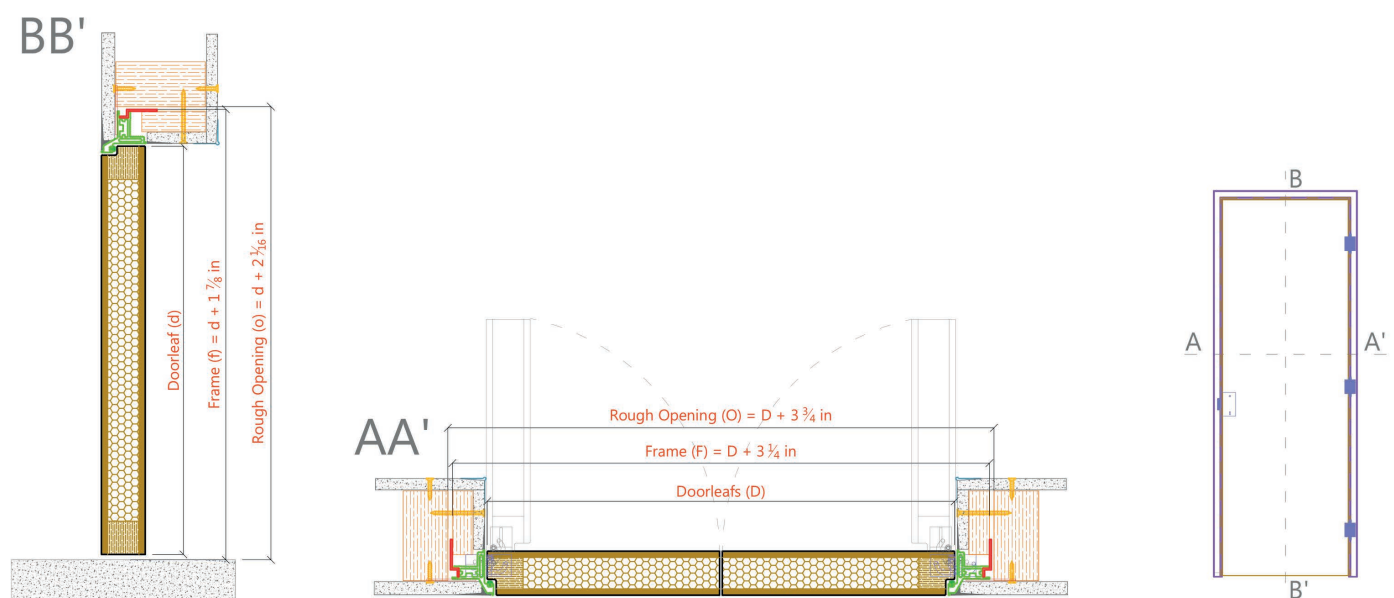 BB'
Doorleaf (d)
Frame (f) = d + 1 ⅞ in
Rough Opening (o) = d + 2 1⁄16 in
AA'
Rough Opening (O) = D + 3 ¾ in
Frame (F) = D + 3 ¼ in
Doorleafs (D)
B
A
A'
B'